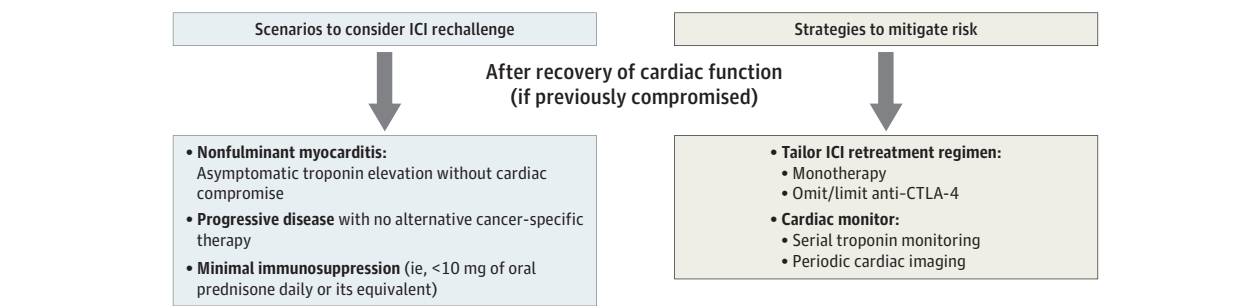 Scenarios to consider ICI rechallenge
Strategies to mitigate risk
After recovery of cardiac function
(if previously compromised)
• Nonfulminant myocarditis:
Asymptomatic troponin elevation without cardiac
compromise
• Progressive disease with no alternative cancer-specific
therapy
• Minimal immunosuppression (ie, <10 mg of oral
prednisone daily or its equivalent)
• Tailor ICI retreatment regimen:
• Monotherapy
• Omit/limit anti-CTLA-4
• Cardiac monitor:
• Serial troponin monitoring
• Periodic cardiac imaging